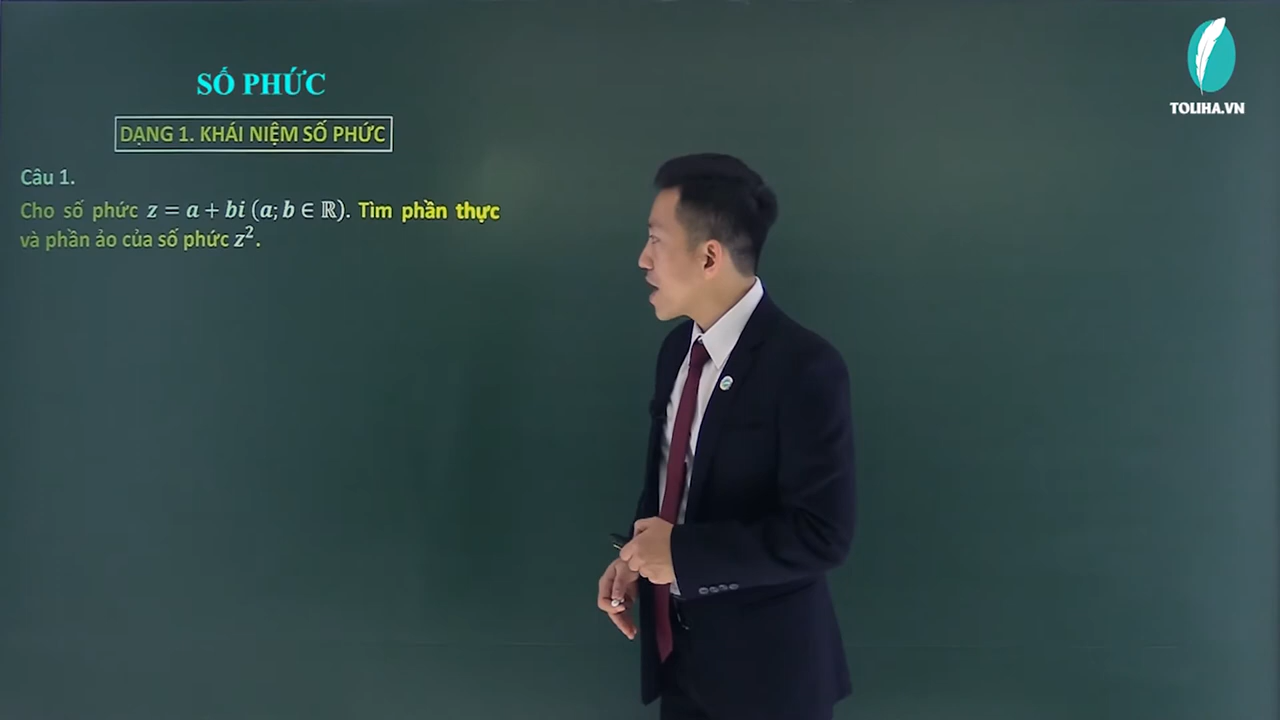 SỐ PHỨC
DẠNG 1. KHÁI NIỆM SỐ PHỨC
Câu 1.
Cho số phức z = a + bi (a; b ∈ ℝ). Tìm phần thực
và phần ảo của số phức z².
TOLIHA.VN